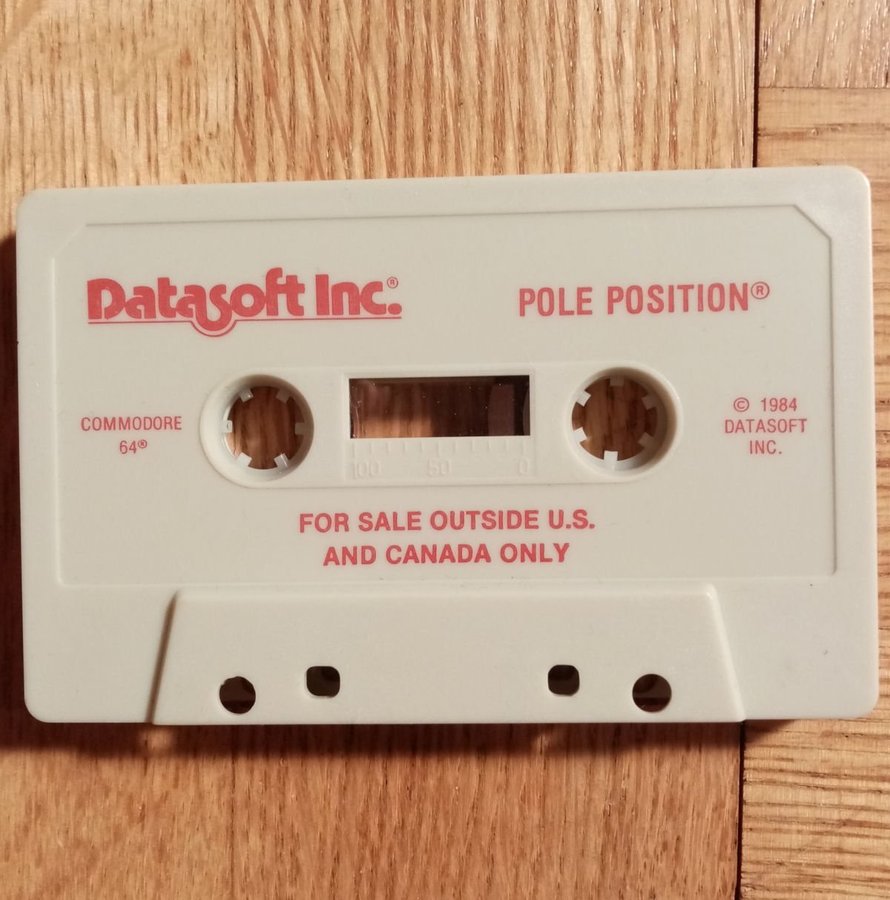 Datasoft Inc.®
POLE POSITION®
COMMODORE
64®
100 50 0
© 1984
DATASOFT
INC.
FOR SALE OUTSIDE U.S.
AND CANADA ONLY